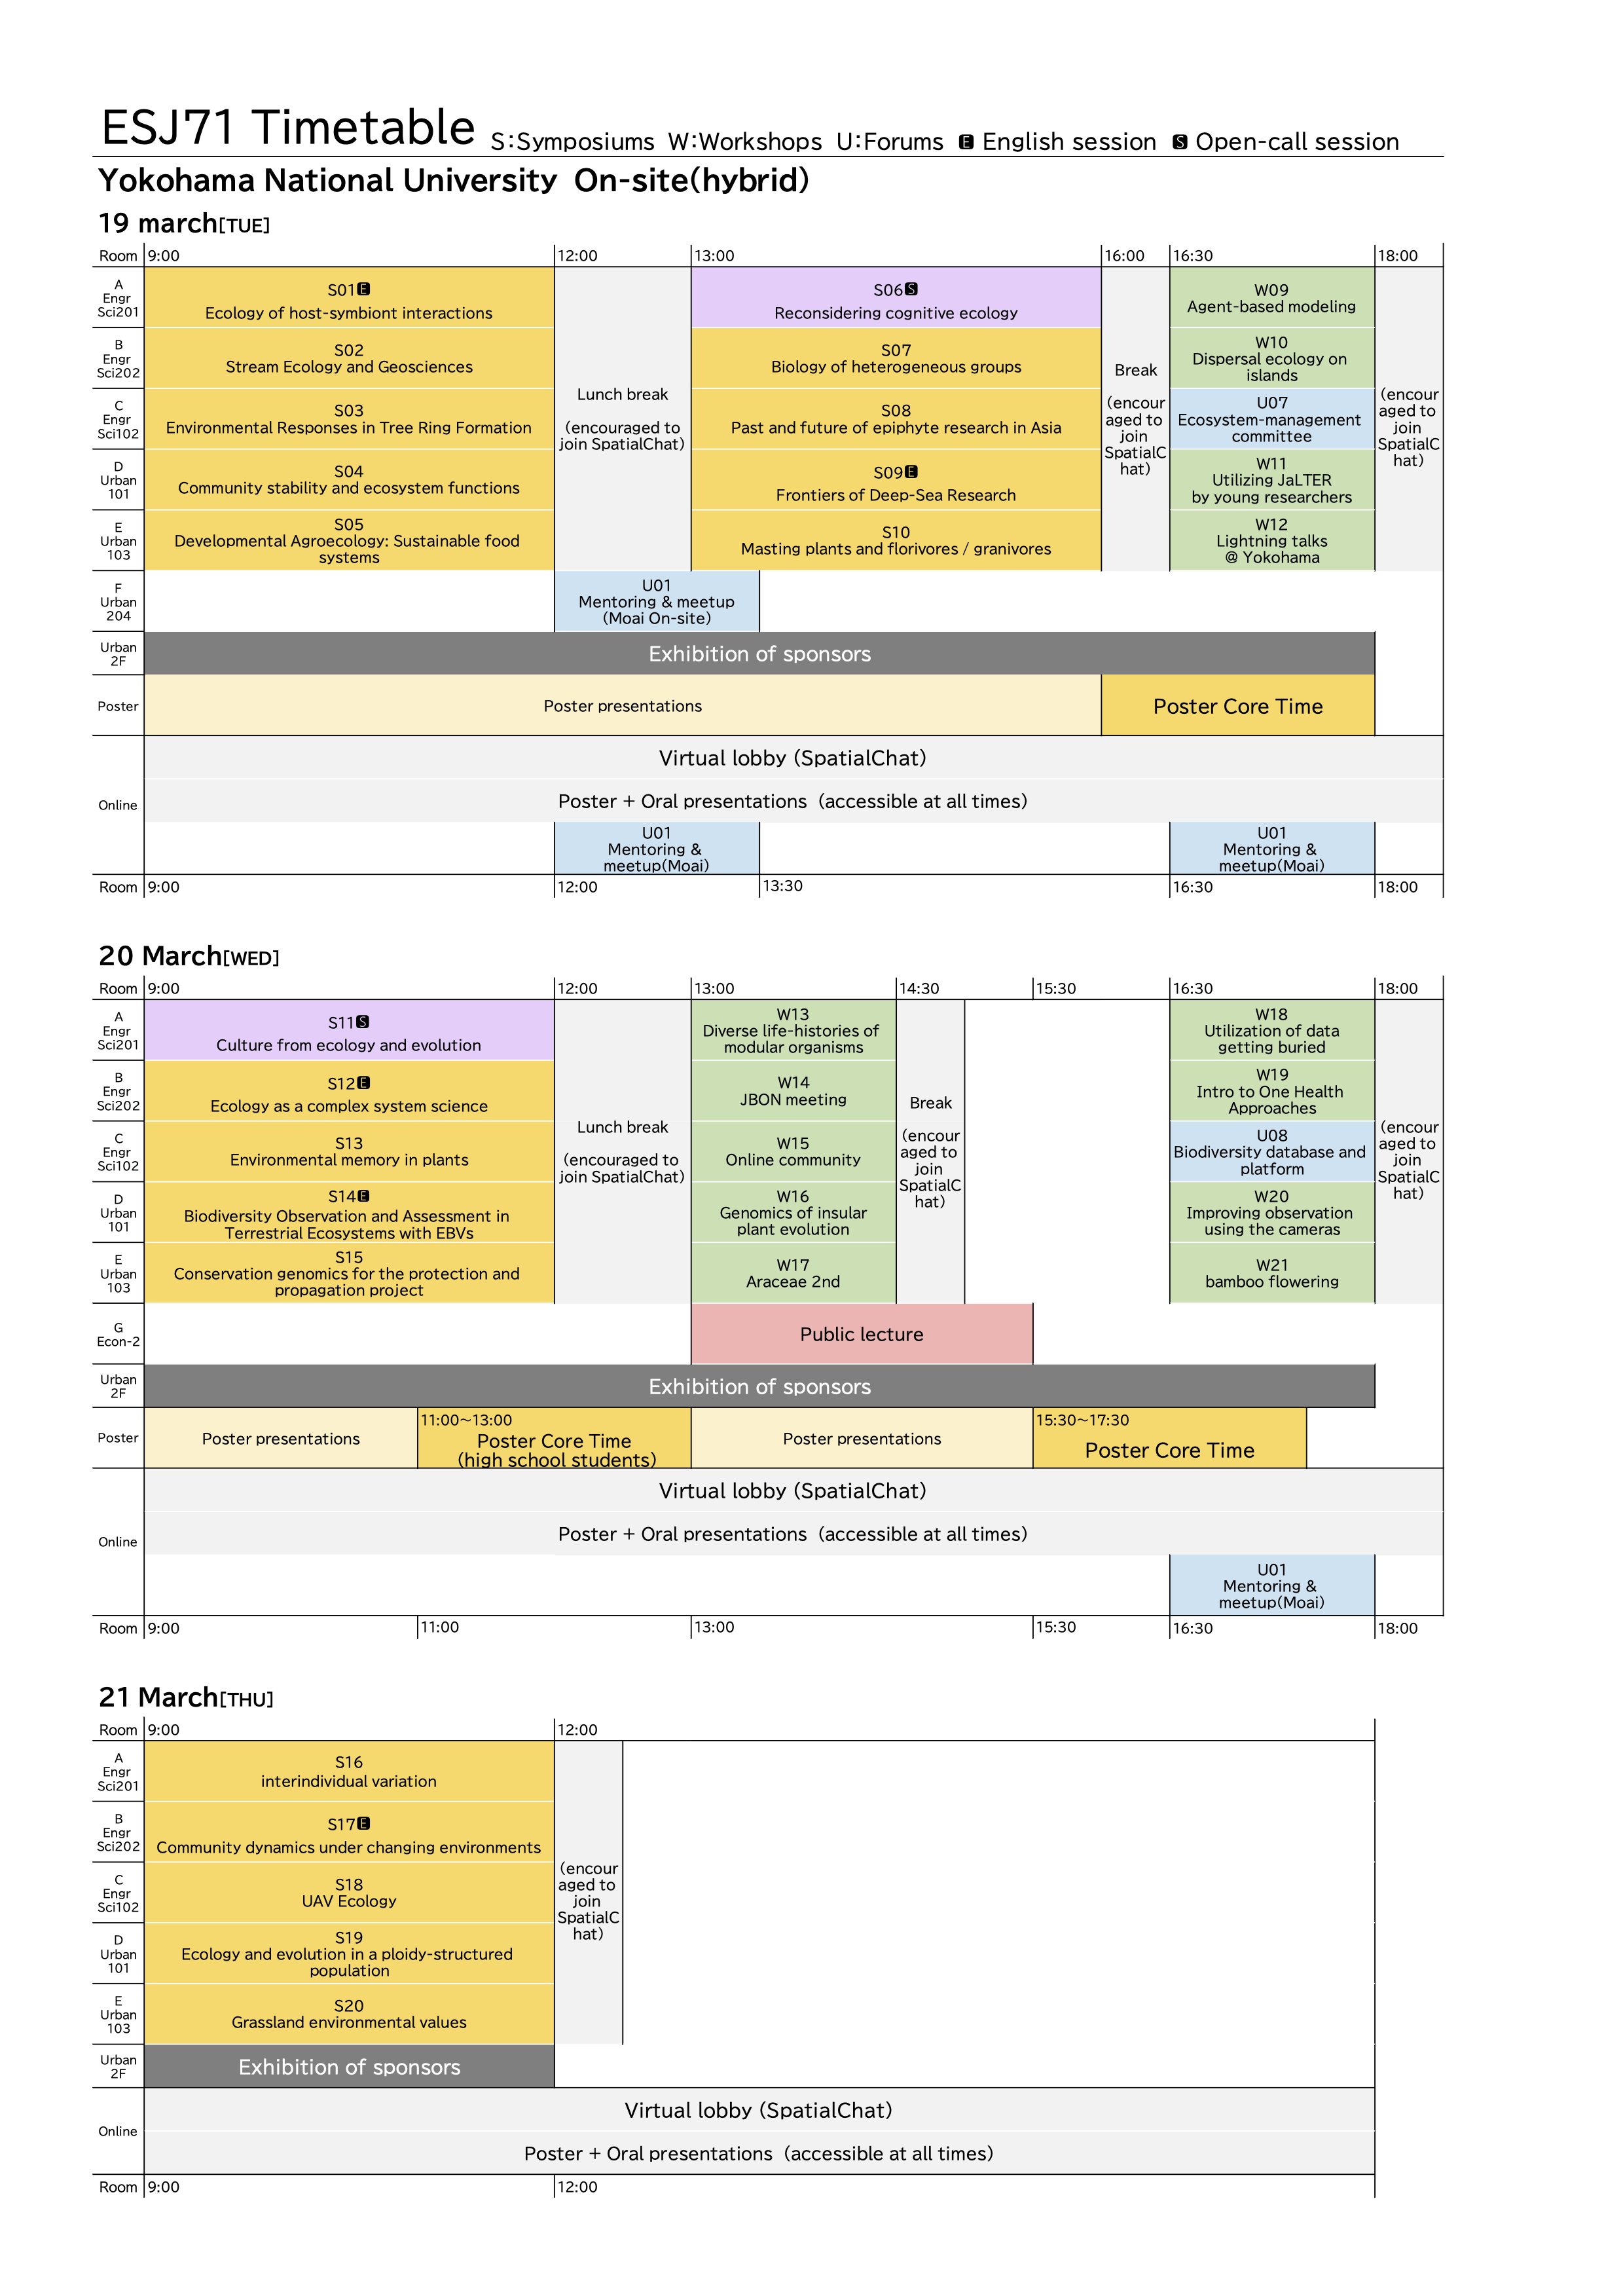 ESJ71 Timetable S:Symposiums W:Workshops U:Forums E English session S Open-call session
Yokohama National University On-site(hybrid)
19 march[TUE]
Room 9:00 12:00 13:00 16:00 16:30 18:00
A
Engr
Sci201
S01E
Ecology of host-symbiont interactions
S06S
Reconsidering cognitive ecology
W09
Agent-based modeling
B
Engr
Sci202
S02
Stream Ecology and Geosciences
S07
Biology of heterogeneous groups
W10
Dispersal ecology on
islands
C
Engr
Sci102
S03
Environmental Responses in Tree Ring Formation
S08
Past and future of epiphyte research in Asia
U07
Ecosystem-management
committee
D
Urban
101
S04
Community stability and ecosystem functions
S09E
Frontiers of Deep-Sea Research
W11
Utilizing JaLTER
by young researchers
E
Urban
103
S05
Developmental Agroecology: Sustainable food
systems
S10
Masting plants and florivores / granivores
W12
Lightning talks
@ Yokohama
Lunch break
(encouraged to
join SpatialChat)
Break
(encour
aged to
join
SpatialC
hat)
(encour
aged to
join
SpatialC
hat)
F
Urban
204
U01
Mentoring & meetup
(Moai On-site)
Urban
2F
Exhibition of sponsors
Poster
Poster presentations
Poster Core Time
Online
Virtual lobby (SpatialChat)
Poster + Oral presentations (accessible at all times)
U01
Mentoring &
meetup(Moai)
U01
Mentoring &
meetup(Moai)
Room 9:00 12:00 13:30 16:30 18:00
20 March[WED]
Room 9:00 12:00 13:00 14:30 15:30 16:30 18:00
A
Engr
Sci201
S11S
Culture from ecology and evolution
W13
Diverse life-histories of
modular organisms
W18
Utilization of data
getting buried
B
Engr
Sci202
S12E
Ecology as a complex system science
W14
JBON meeting
W19
Intro to One Health
Approaches
C
Engr
Sci102
S13
Environmental memory in plants
W15
Online community
U08
Biodiversity database and
platform
D
Urban
101
S14E
Biodiversity Observation and Assessment in
Terrestrial Ecosystems with EBVs
W16
Genomics of insular
plant evolution
W20
Improving observation
using the cameras
E
Urban
103
S15
Conservation genomics for the protection and
propagation project
W17
Araceae 2nd
W21
bamboo flowering
Lunch break
(encouraged to
join SpatialChat)
Break
(encour
aged to
join
SpatialC
hat)
(encour
aged to
join
SpatialC
hat)
G
Econ-2
Public lecture
Urban
2F
Exhibition of sponsors
Poster
Poster presentations
11:00~13:00
Poster Core Time
(high school students)
Poster presentations
15:30~17:30
Poster Core Time
Online
Virtual lobby (SpatialChat)
Poster + Oral presentations (accessible at all times)
U01
Mentoring &
meetup(Moai)
Room 9:00 11:00 13:00 15:30 16:30 18:00
21 March[THU]
Room 9:00 12:00
A
Engr
Sci201
S16
interindividual variation
B
Engr
Sci202
S17E
Community dynamics under changing environments
C
Engr
Sci102
S18
UAV Ecology
D
Urban
101
S19
Ecology and evolution in a ploidy-structured
population
E
Urban
103
S20
Grassland environmental values
(encour
aged to
join
SpatialC
hat)
Urban
2F
Exhibition of sponsors
Online
Virtual lobby (SpatialChat)
Poster + Oral presentations (accessible at all times)
Room 9:00 12:00